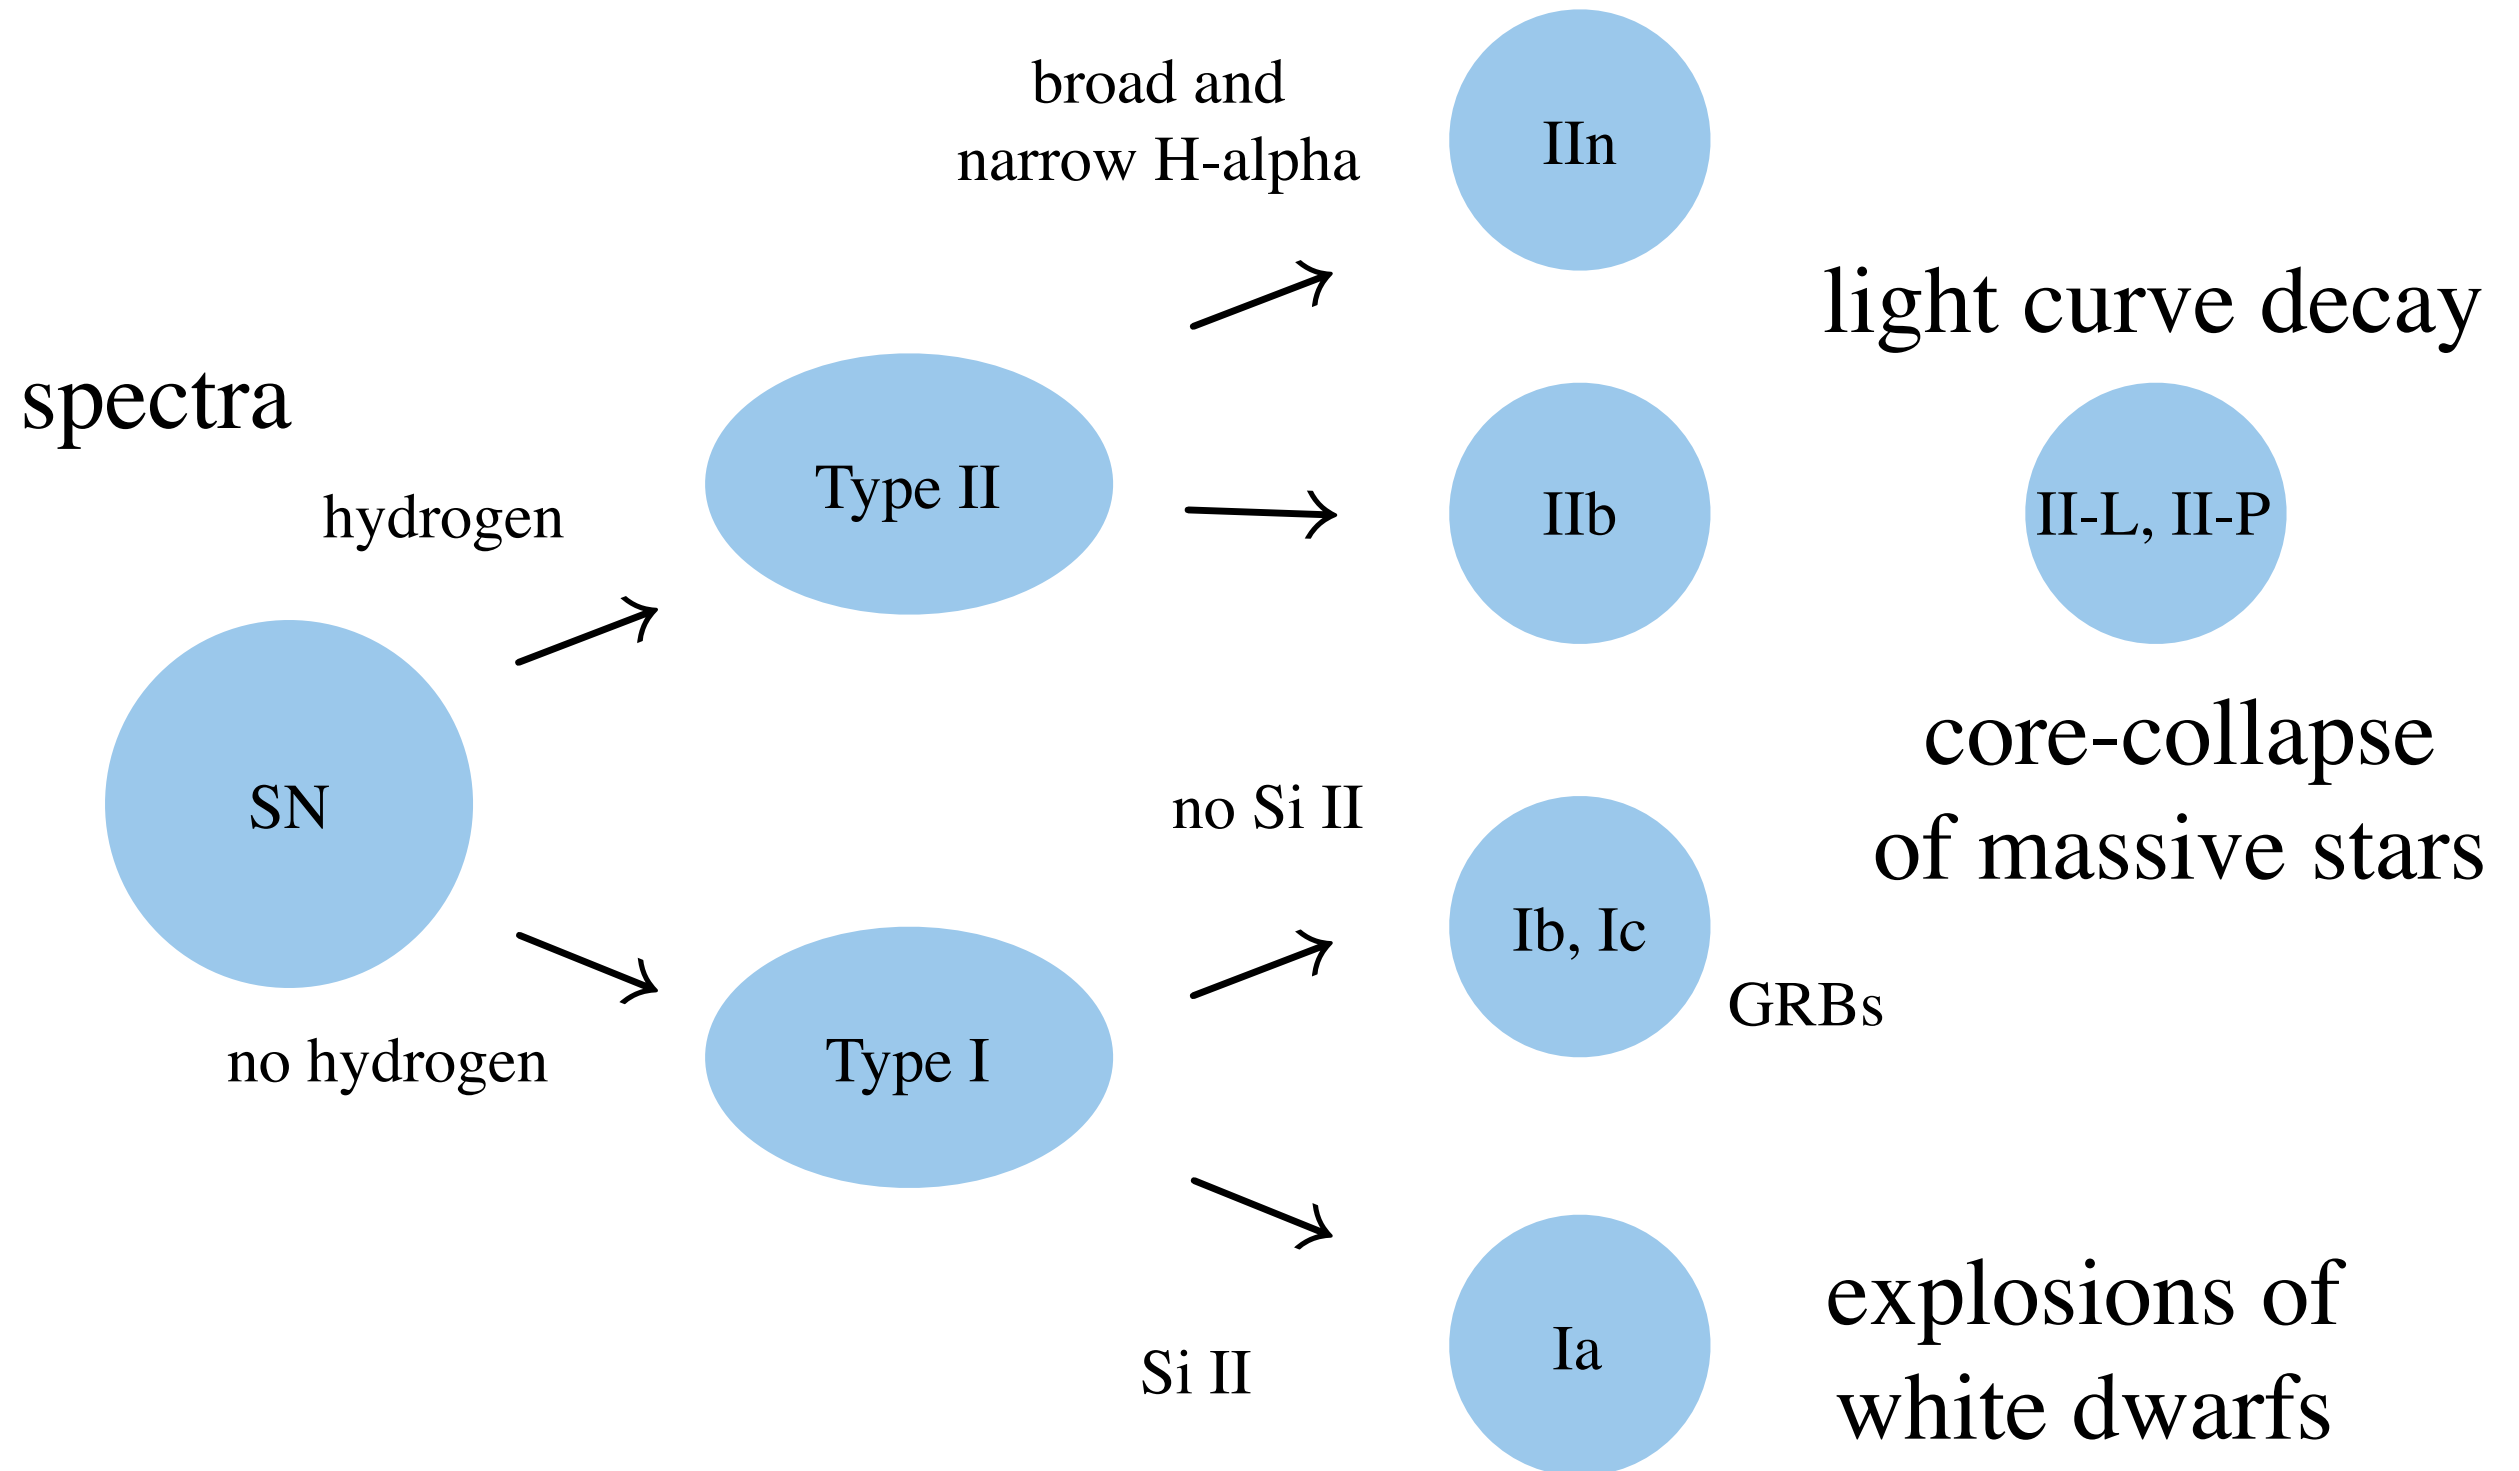 broad and
narrow H-alpha
IIn
light curve decay
spectra
hydrogen
Type II
IIb
II-L, II-P
SN
no Si II
core-collapse
of massive stars
Ib, Ic
GRBs
no hydrogen
Type I
Si II
Ia
explosions of
white dwarfs